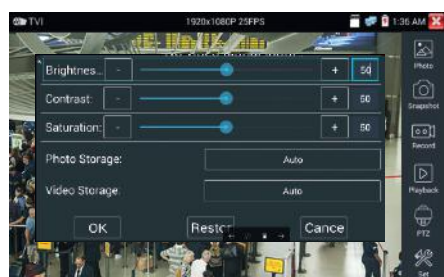 TVI 1920x1080P 25FPS 1:36 AM
Brightnes.. - + 50
Photo
Contrast: - + 50
Snapshot
Saturation: - + 50
Record
Photo Storage: Auto
Playback
Video Storage: Auto
PTZ
OK Restor Cance
Set